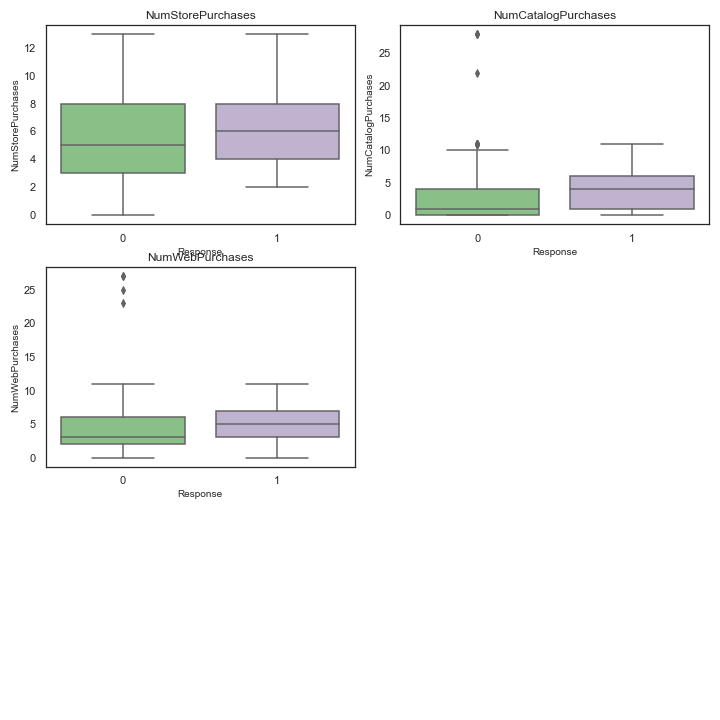 NumStorePurchases
NumStorePurchases
12
10
8
6
4
2
0
0 1
Response
NumCatalogPurchases
NumCatalogPurchases
25
20
15
10
5
0
0 1
Response
NumWebPurchases
NumWebPurchases
25
20
15
10
5
0
0 1
Response